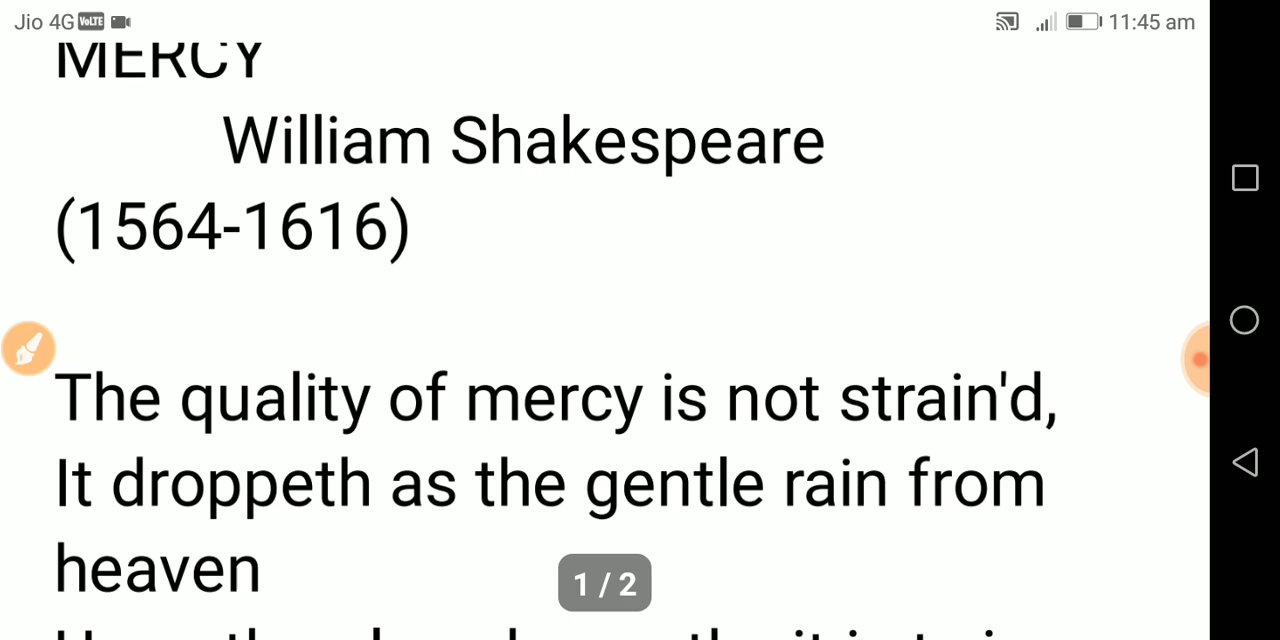 Jio 4G VoLTE 11:45 am
MERCY
William Shakespeare
(1564-1616)
The quality of mercy is not strain'd,
It droppeth as the gentle rain from
heaven
1 / 2